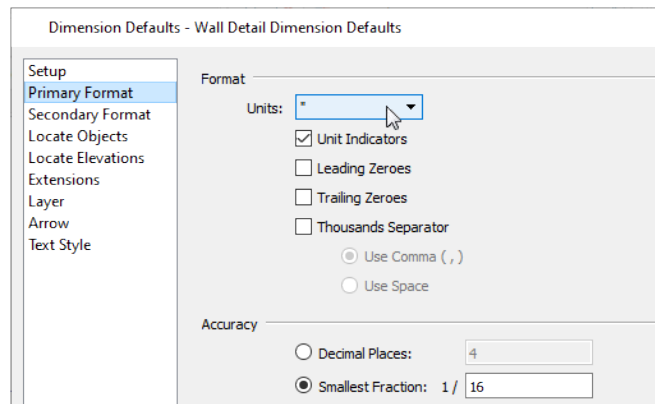 Dimension Defaults - Wall Detail Dimension Defaults
Setup
Primary Format
Secondary Format
Locate Objects
Locate Elevations
Extensions
Layer
Arrow
Text Style
Format
Units: "
Unit Indicators
Leading Zeroes
Trailing Zeroes
Thousands Separator
Use Comma ( , )
Use Space
Accuracy
Decimal Places: 4
Smallest Fraction: 1 / 16